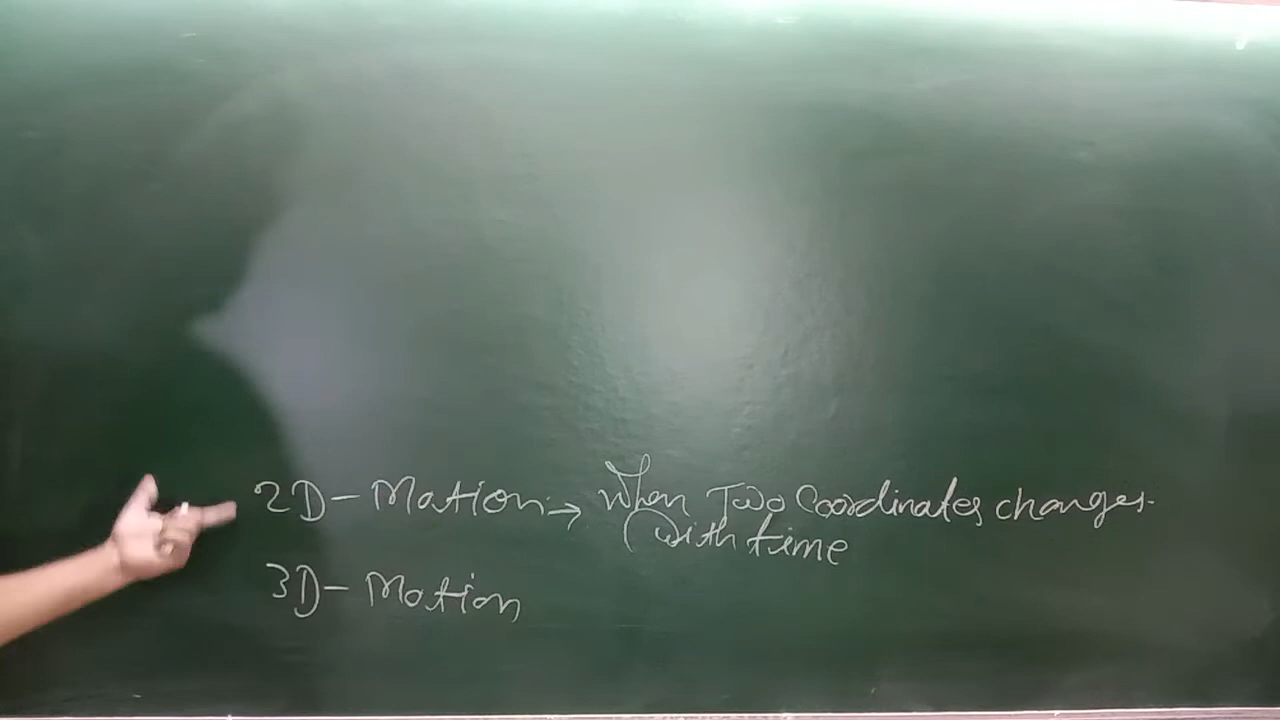 2D- Motion → When Two Coordinates changes
with time
3D- Motion